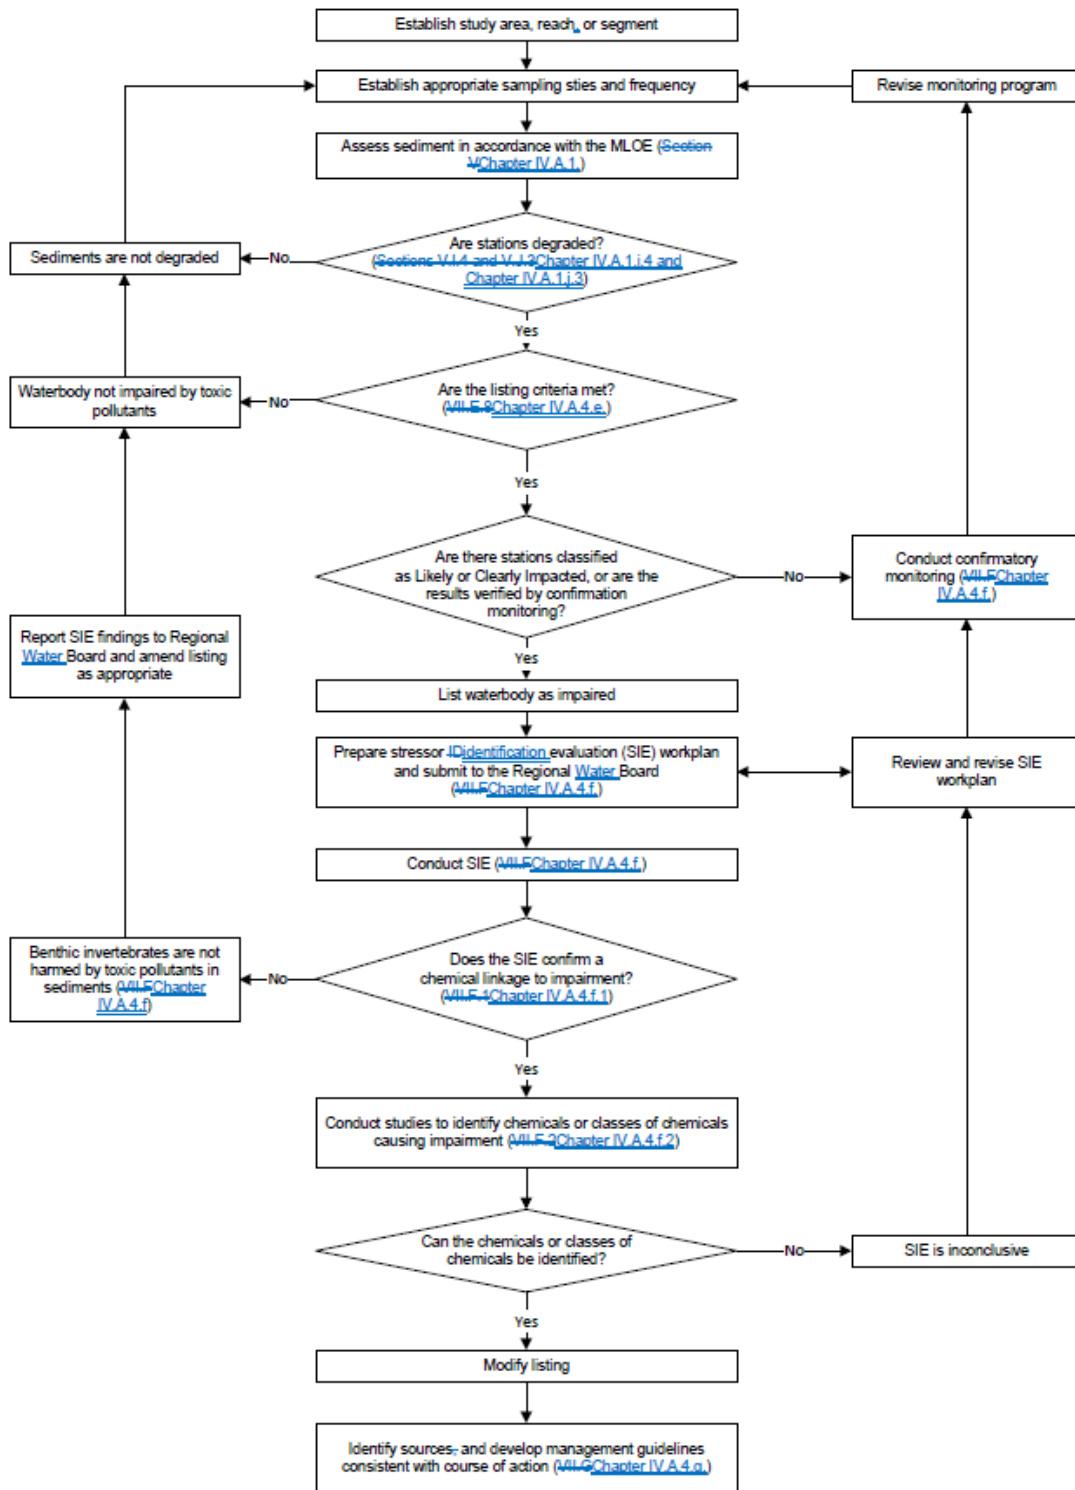 Establish study area, reach, or segment
Establish appropriate sampling sties and frequency
Revise monitoring program
Assess sediment in accordance with the MLOE (Section
VChapter IV.A.1.)
Are stations degraded?
(Sections V.I.4 and V.J.3Chapter IV.A.1.i.4 and
Chapter IV.A.1.j.3)
No
Sediments are not degraded
Yes
Are the listing criteria met?
(VII.E.8Chapter IV.A.4.e.)
No
Waterbody not impaired by toxic
pollutants
Yes
Are there stations classified
as Likely or Clearly Impacted, or are the
results verified by confirmation
monitoring?
No
Conduct confirmatory
monitoring (VII.FChapter
IV.A.4.f.)
Report SIE findings to Regional
Water Board and amend listing
as appropriate
Yes
List waterbody as impaired
Prepare stressor IDidentification evaluation (SIE) workplan
and submit to the Regional Water Board
(VII.FChapter IV.A.4.f.)
Review and revise SIE
workplan
Conduct SIE (VII.FChapter IV.A.4.f.)
Does the SIE confirm a
chemical linkage to impairment?
(VII.F.1Chapter IV.A.4.f.1)
No
Benthic invertebrates are not
harmed by toxic pollutants in
sediments (VII.FChapter
IV.A.4.f)
Yes
Conduct studies to identify chemicals or classes of chemicals
causing impairment (VII.F.2Chapter IV.A.4.f.2)
Can the chemicals or classes of
chemicals be identified?
No
SIE is inconclusive
Yes
Modify listing
Identify sources, and develop management guidelines
consistent with course of action (VII.GChapter IV.A.4.g.)